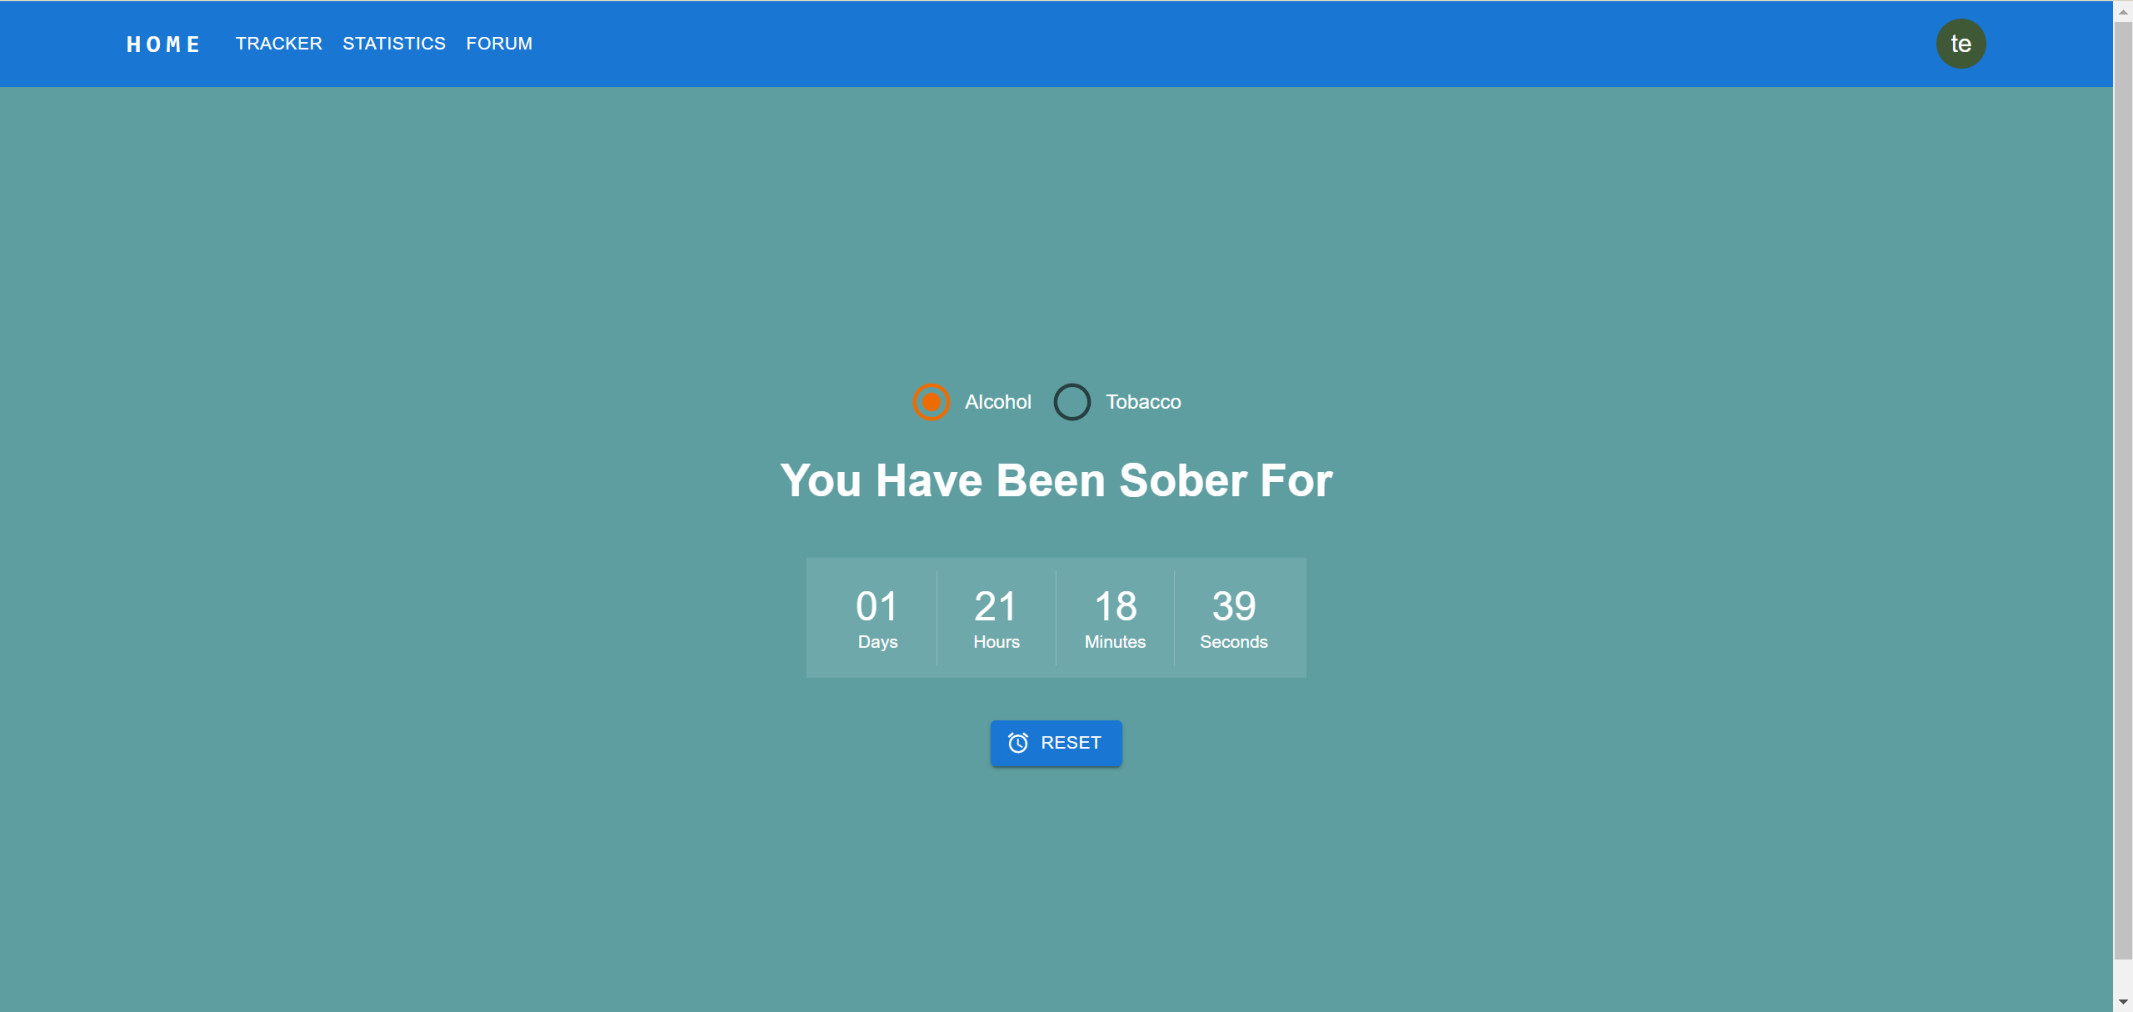 HOME TRACKER STATISTICS FORUM te
Alcohol Tobacco
You Have Been Sober For
01 21 18 39
Days Hours Minutes Seconds
RESET